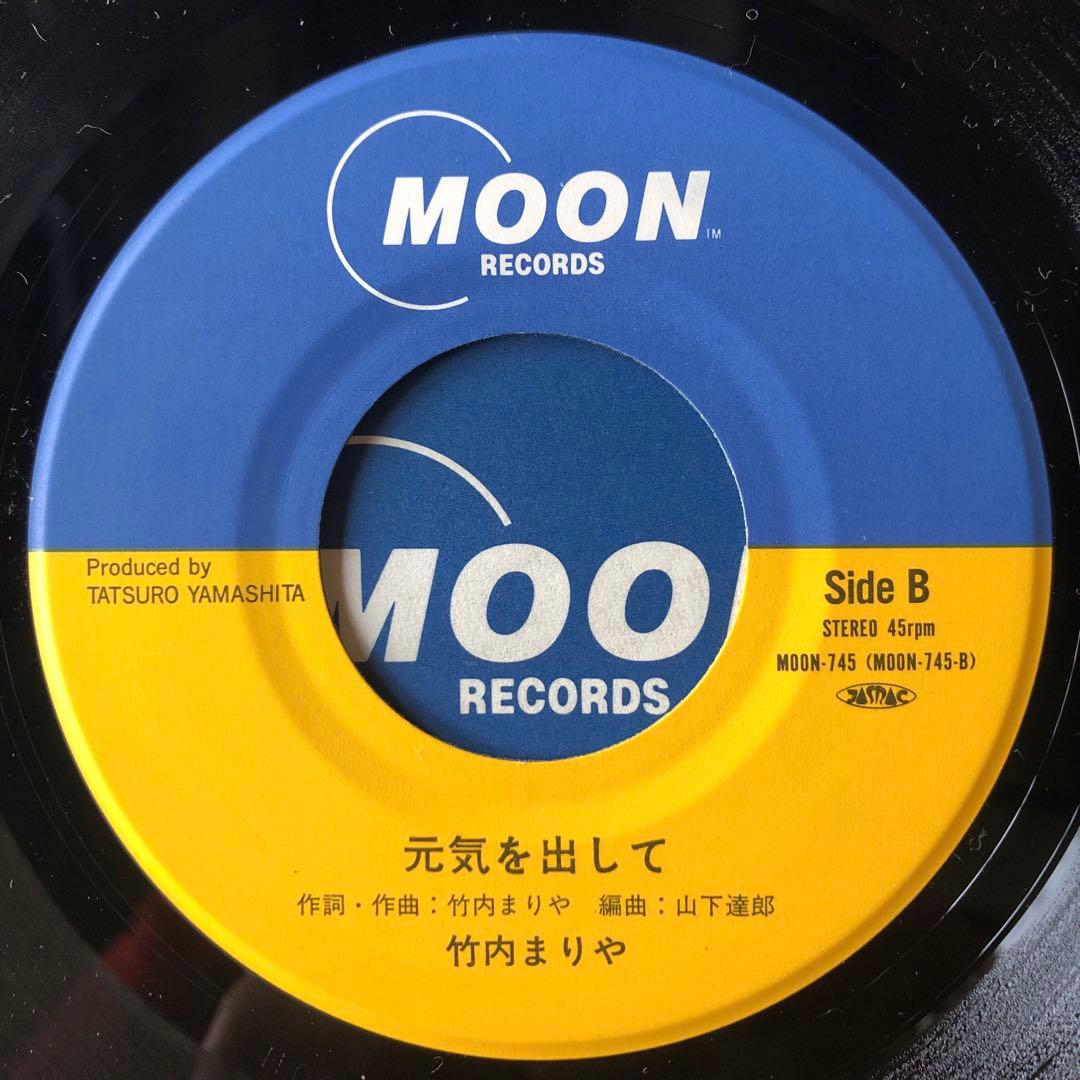 MOON TM
RECORDS
MOO
RECORDS
Produced by
TATSURO YAMASHITA
Side B
STEREO 45rpm
MOON-745 (MOON-745-B)
JASRAC
元気を出して
作詞・作曲：竹内まりや 編曲：山下達郎
竹内まりや